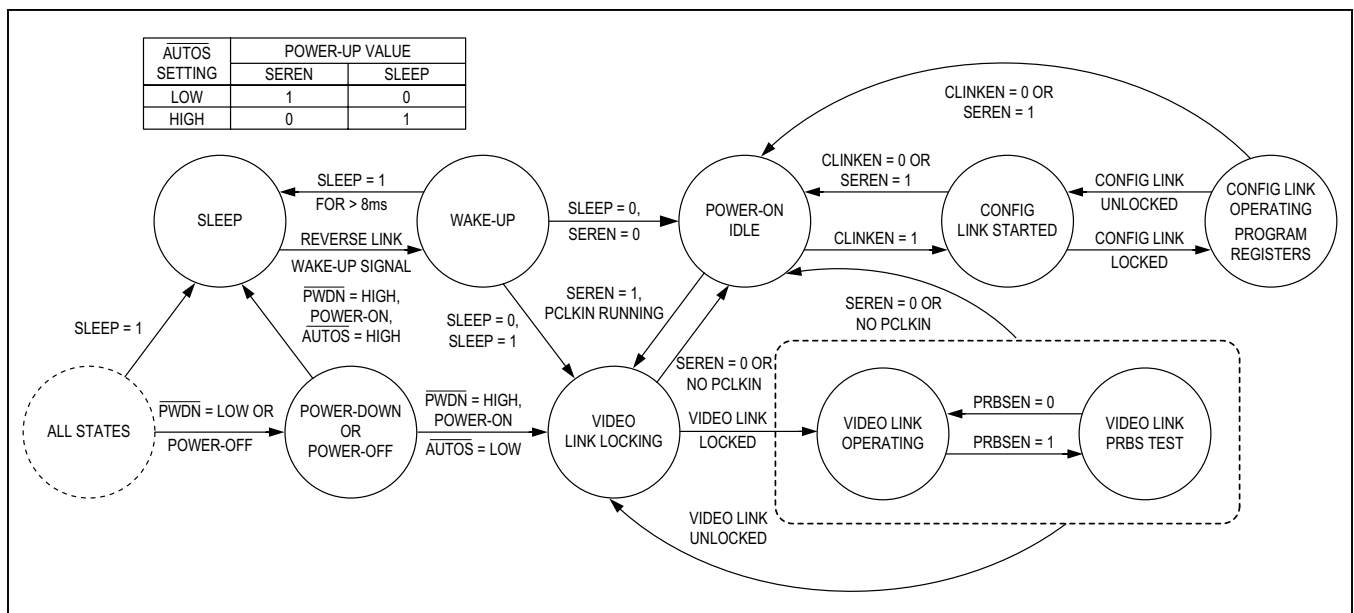 AUTOS
SETTING
POWER-UP VALUE
SEREN
SLEEP
LOW
1
0
HIGH
0
1
CLINKEN = 0 OR
SEREN = 1
SLEEP
SLEEP = 1
FOR > 8ms
REVERSE LINK
WAKE-UP SIGNAL
WAKE-UP
SLEEP = 0,
SEREN = 0
POWER-ON
IDLE
CLINKEN = 0 OR
SEREN = 1
CLINKEN = 1
CONFIG
LINK STARTED
CONFIG LINK
UNLOCKED
CONFIG LINK
LOCKED
CONFIG LINK
OPERATING
PROGRAM
REGISTERS
SLEEP = 1
PWDN = HIGH,
POWER-ON,
AUTOS = HIGH
SLEEP = 0,
SLEEP = 1
SEREN = 1,
PCLKIN RUNNING
SEREN = 0 OR
NO PCLKIN
SEREN = 0 OR
NO PCLKIN
ALL STATES
PWDN = LOW OR
POWER-OFF
POWER-DOWN
OR
POWER-OFF
PWDN = HIGH,
POWER-ON
AUTOS = LOW
VIDEO
LINK LOCKING
VIDEO LINK
LOCKED
VIDEO LINK
OPERATING
PRBSEN = 0
PRBSEN = 1
VIDEO LINK
PRBS TEST
VIDEO LINK
UNLOCKED